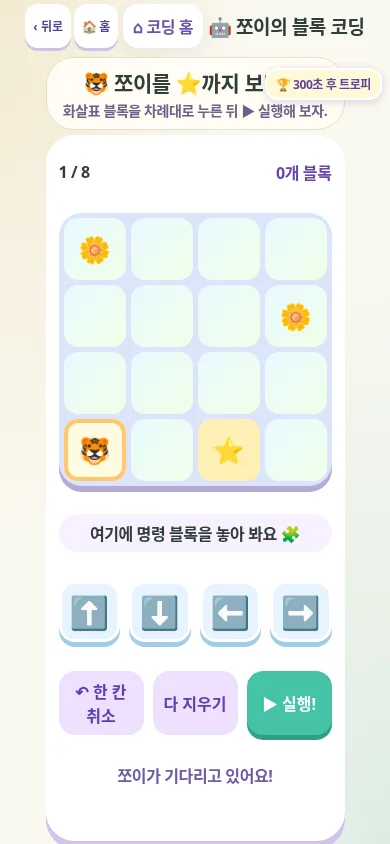 ‹ 뒤로 🏠 홈 ⌂ 코딩 홈 🤖 쪼이의 블록 코딩
🐯 쪼이를 ⭐까지 보
🏆 300초 후 트로피
화살표 블록을 차례대로 누른 뒤 ▶ 실행해 보자.
1 / 8 0개 블록
여기에 명령 블록을 놓아 봐요 🧩
⬆️ ⬇️ ⬅️ ➡️
↶ 한 칸
취소
다 지우기
▶ 실행!
쪼이가 기다리고 있어요!